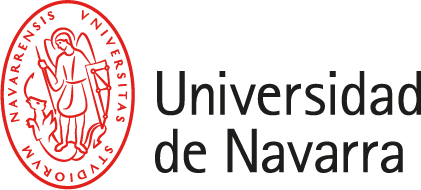 VNIVERSITAS STVDIORVM NAVARRENSIS
Universidad
de Navarra